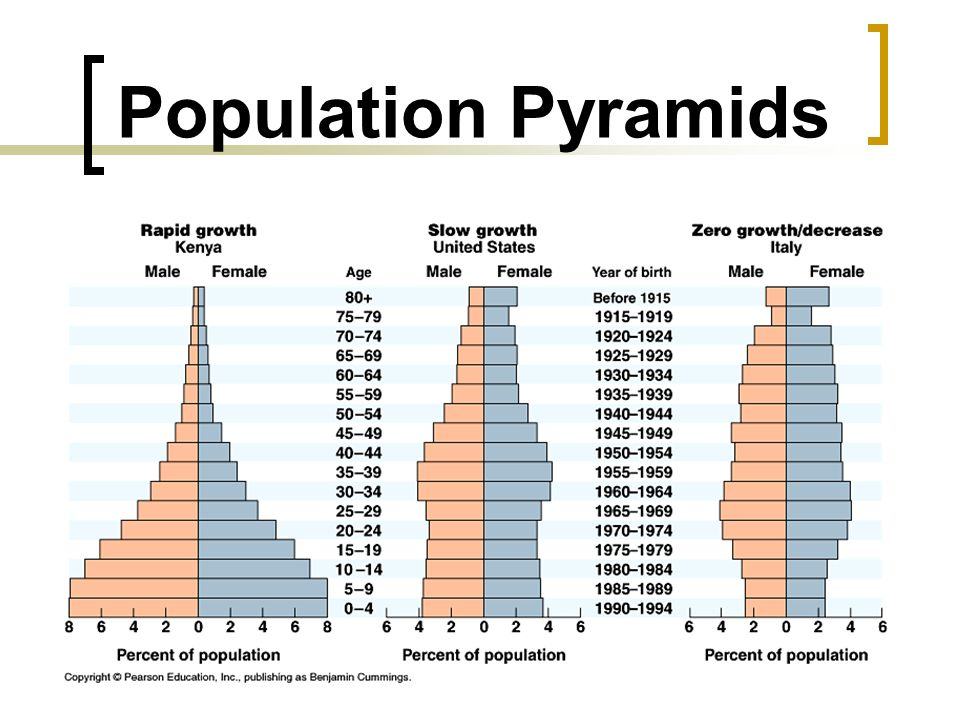 Population Pyramids
Rapid growth
Kenya
Male Female
Age
Slow growth
United States
Male Female
Year of birth
Zero growth/decrease
Italy
Male Female
80+ Before 1915
75–79 1915–1919
70–74 1920–1924
65–69 1925–1929
60–64 1930–1934
55–59 1935–1939
50–54 1940–1944
45–49 1945–1949
40–44 1950–1954
35–39 1955–1959
30–34 1960–1964
25–29 1965–1969
20–24 1970–1974
15–19 1975–1979
10–14 1980–1984
5–9 1985–1989
0–4 1990–1994
8 6 4 2 0 2 4 6 8
6 4 2 0 2 4 6
6 4 2 0 2 4 6
Percent of population
Percent of population
Percent of population
Copyright © Pearson Education, Inc., publishing as Benjamin Cummings.